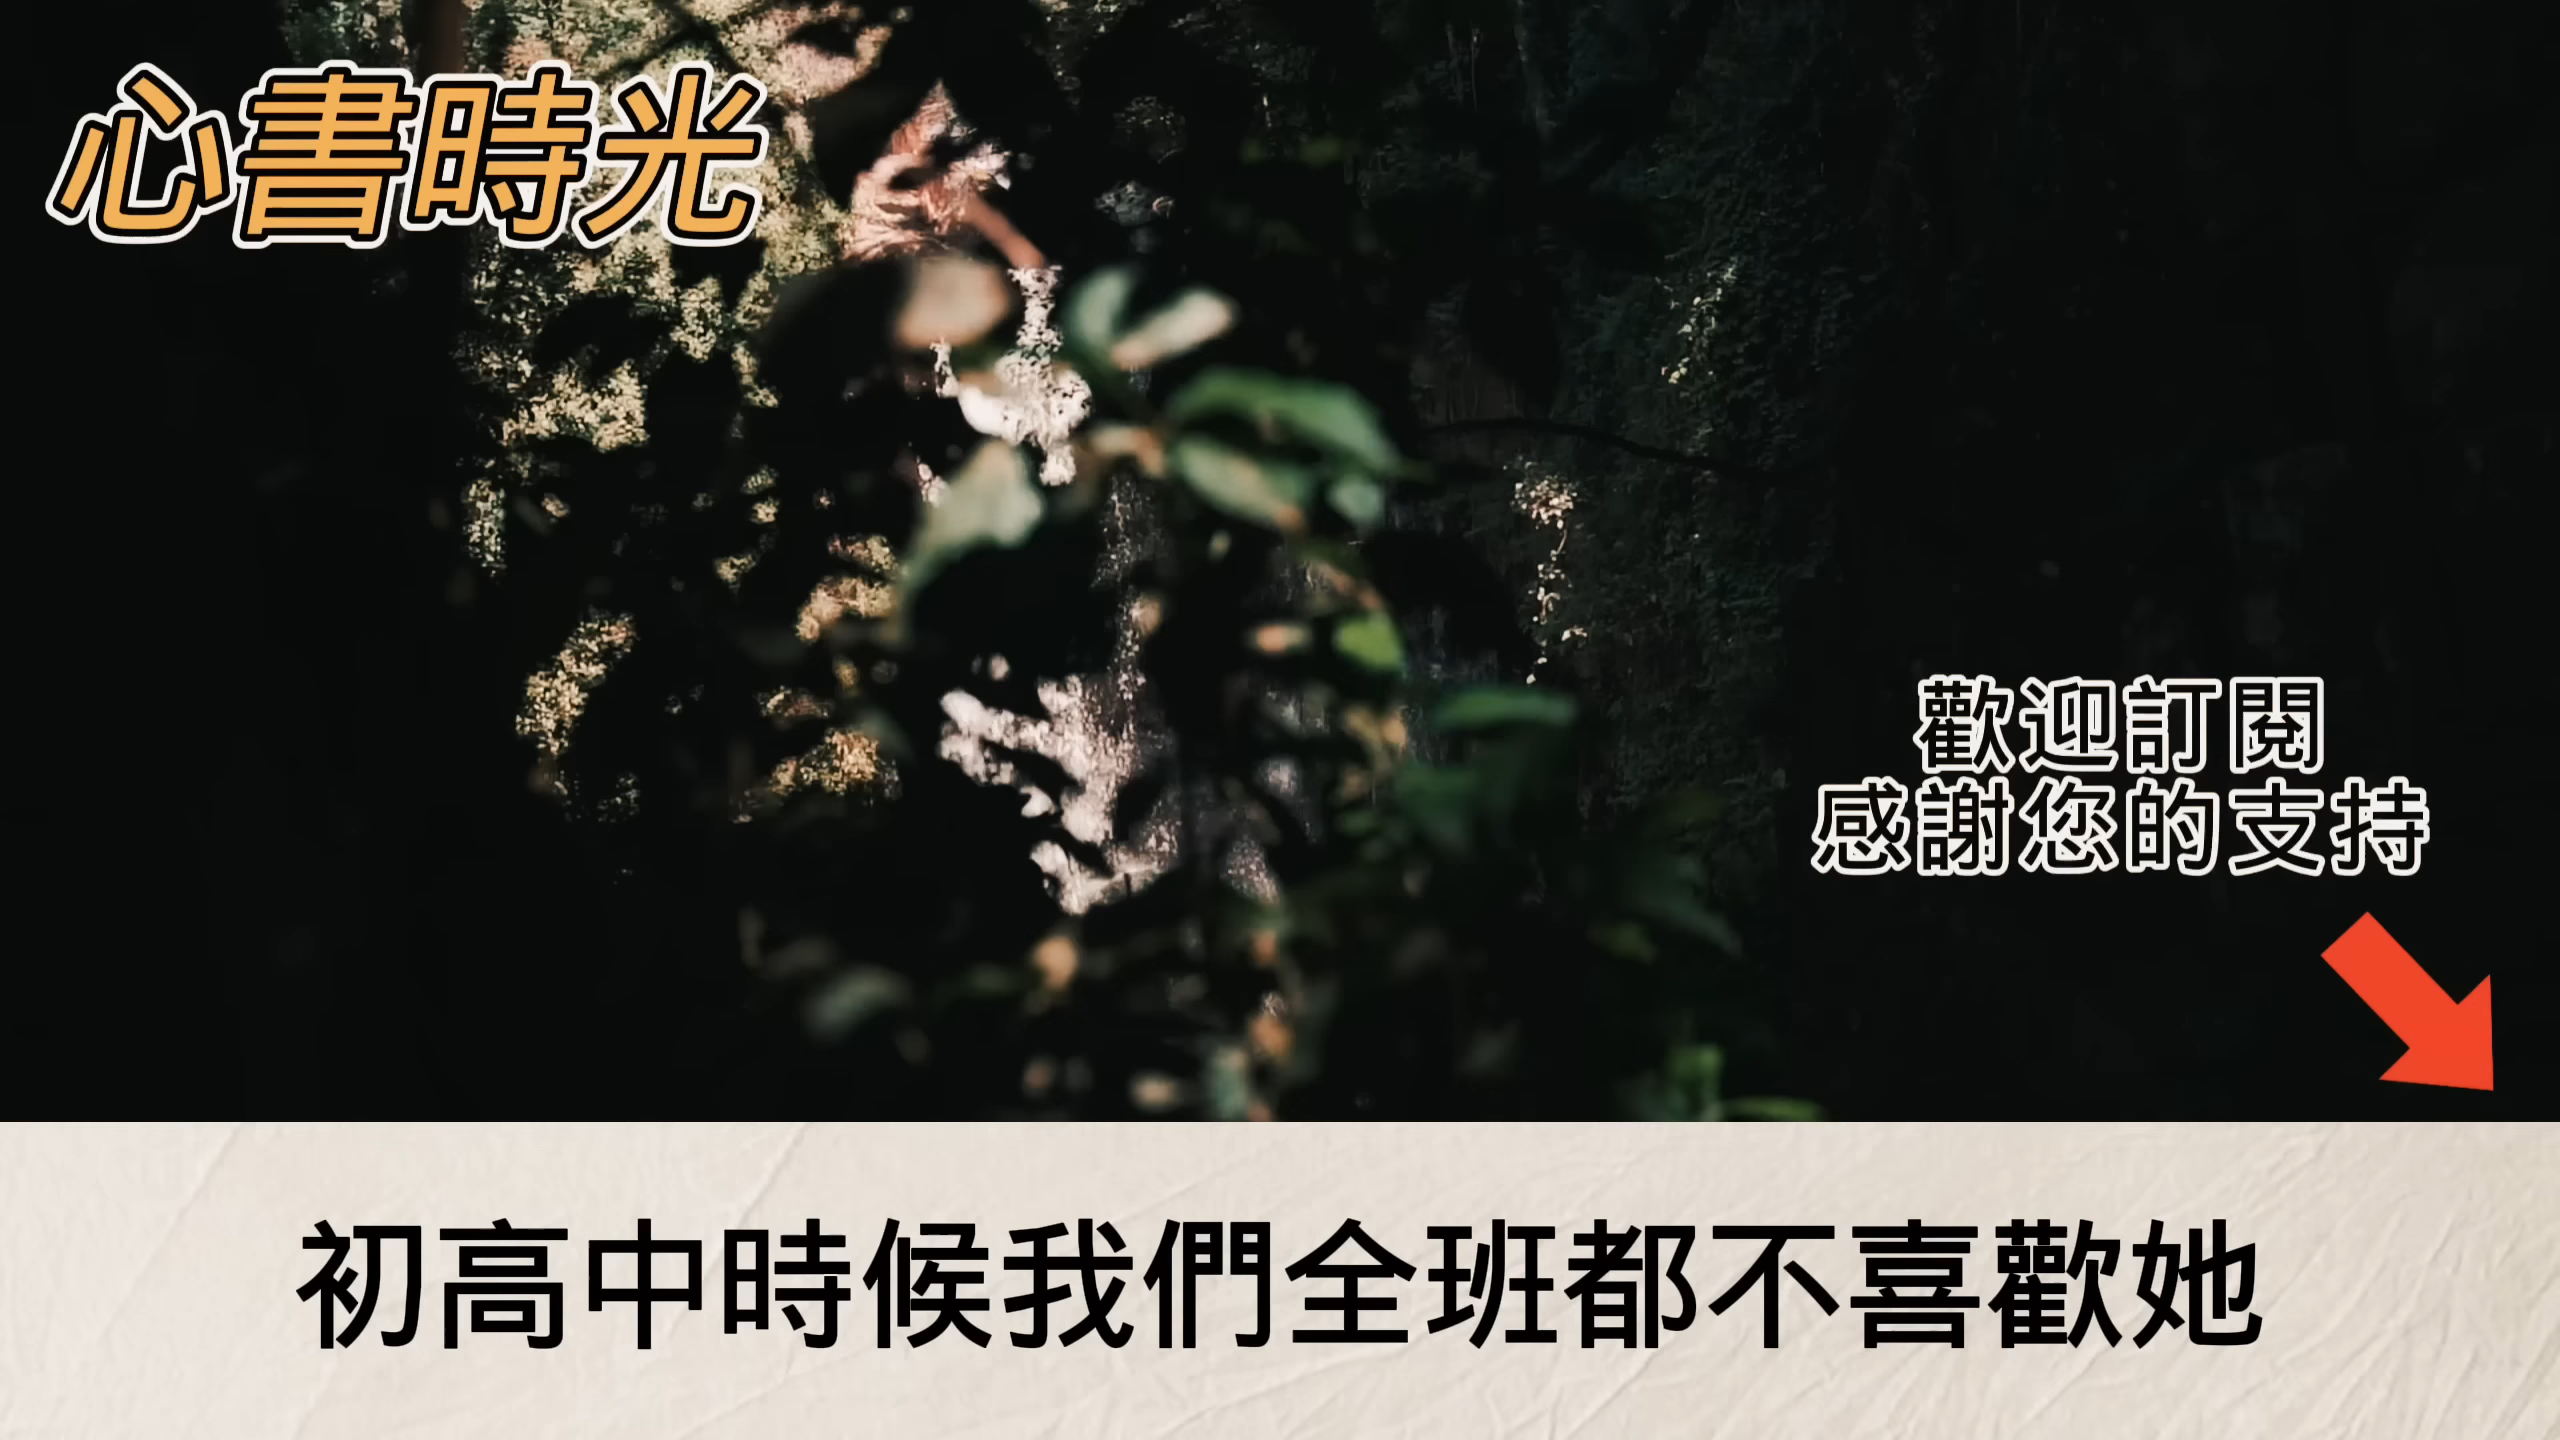 心書時光
歡迎訂閱
感謝您的支持
初高中時候我們全班都不喜歡她